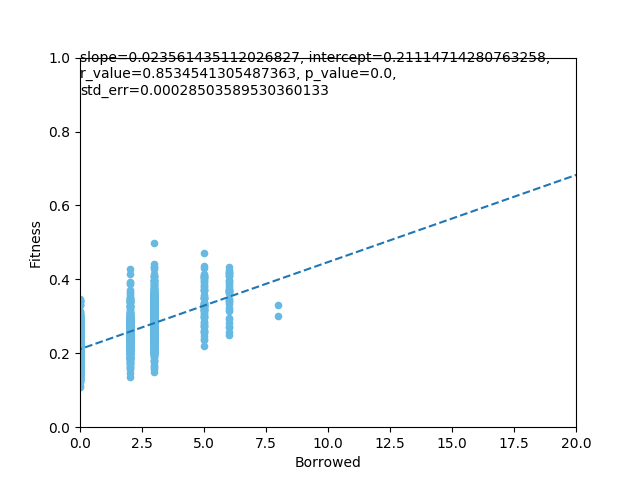 slope=0.023561435112026827, intercept=0.21114714280763258,
r_value=0.8534541305487363, p_value=0.0,
std_err=0.00028503589530360133
1.0
0.8
0.6
0.4
0.2
0.0
Fitness
0.0 2.5 5.0 7.5 10.0 12.5 15.0 17.5 20.0
Borrowed